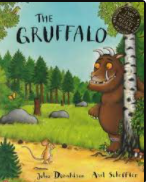 THE
GRUFFALO
Julia Donaldson Axel Scheffler